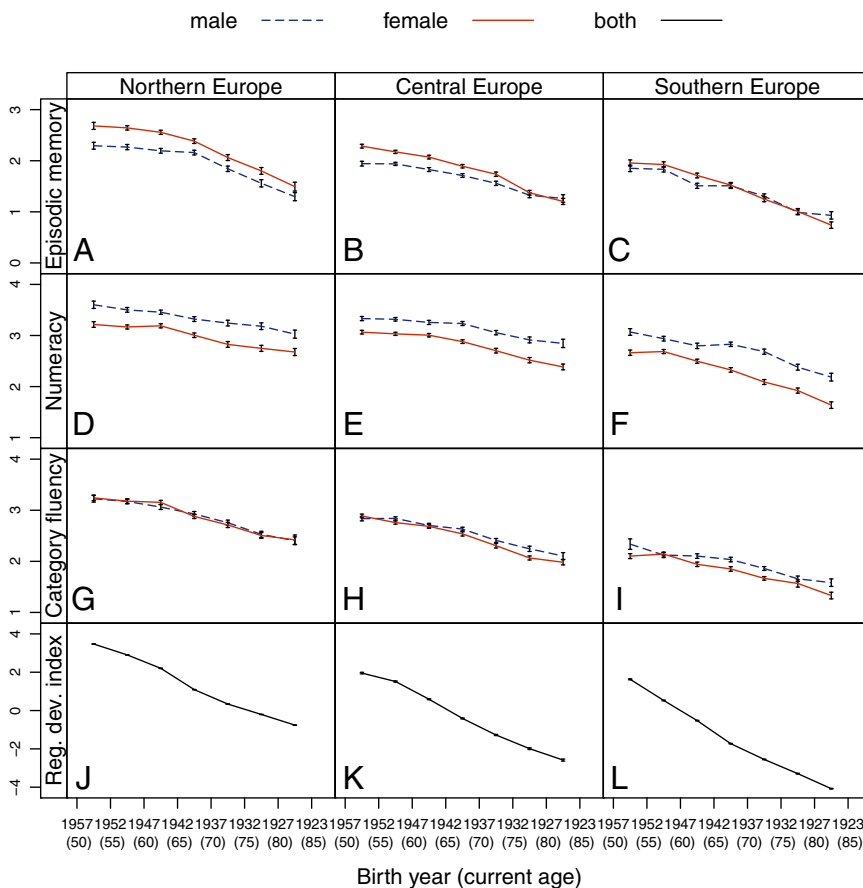 male female both
Northern Europe Central Europe Southern Europe
Episodic memory
0 1 2 3
A B C
Numeracy
1 2 3 4
D E F
Category fluency
1 2 3 4
G H I
Reg. dev. index
-4 -2 0 2 4
J K L
1957 1952 1947 1942 1937 1932 1927 1923 1957 1952 1947 1942 1937 1932 1927 1923 1957 1952 1947 1942 1937 1932 1927 1923
(50) (55) (60) (65) (70) (75) (80) (85) (50) (55) (60) (65) (70) (75) (80) (85) (50) (55) (60) (65) (70) (75) (80) (85)
Birth year (current age)